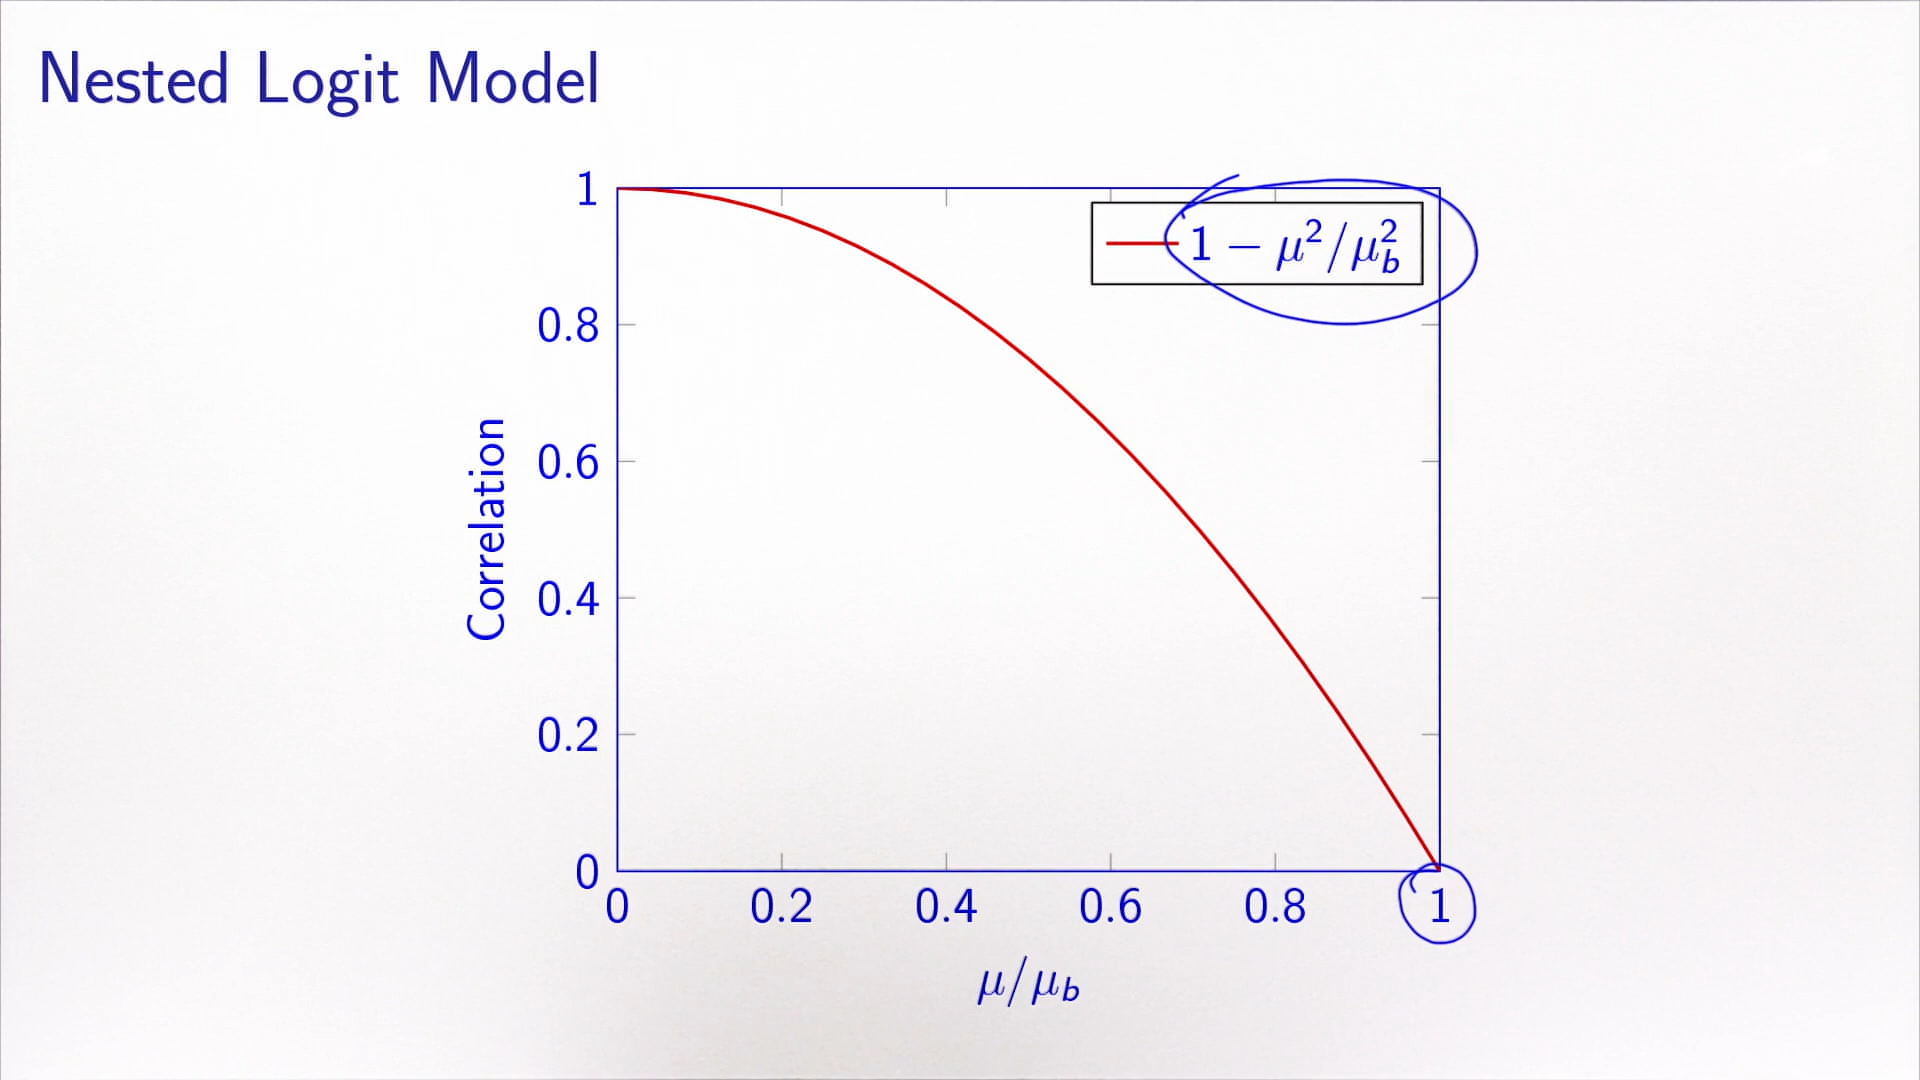 Nested Logit Model
1
1 − μ²/μ_b²
0.8
0.6
0.4
0.2
0
Correlation
0 0.2 0.4 0.6 0.8 1
μ/μ_b